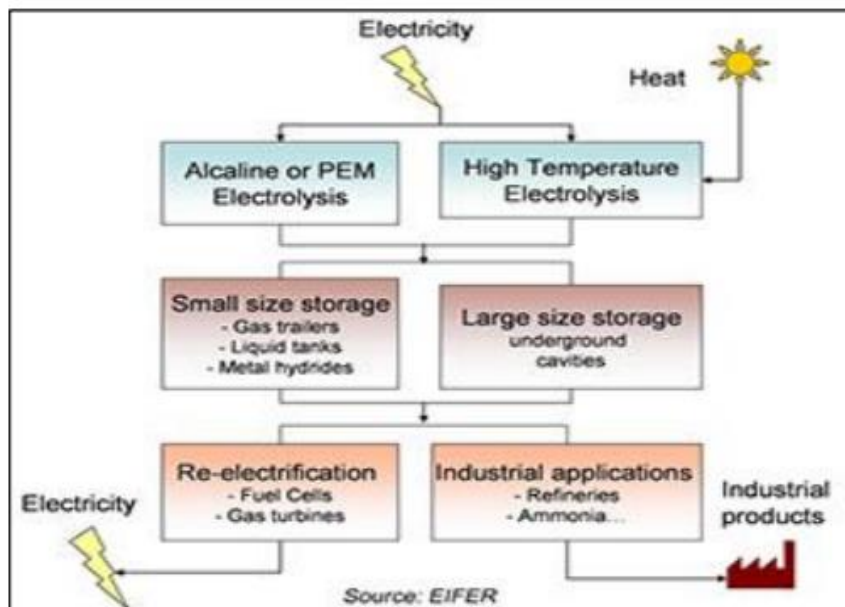 Electricity
Heat
Alcaline or PEM
Electrolysis
High Temperature
Electrolysis
Small size storage
- Gas trailers
- Liquid tanks
- Metal hydrides
Large size storage
underground
cavities
Re-electrification
- Fuel Cells
- Gas turbines
Industrial applications
- Refineries
- Ammonia...
Electricity
Industrial
products
Source: EIFER